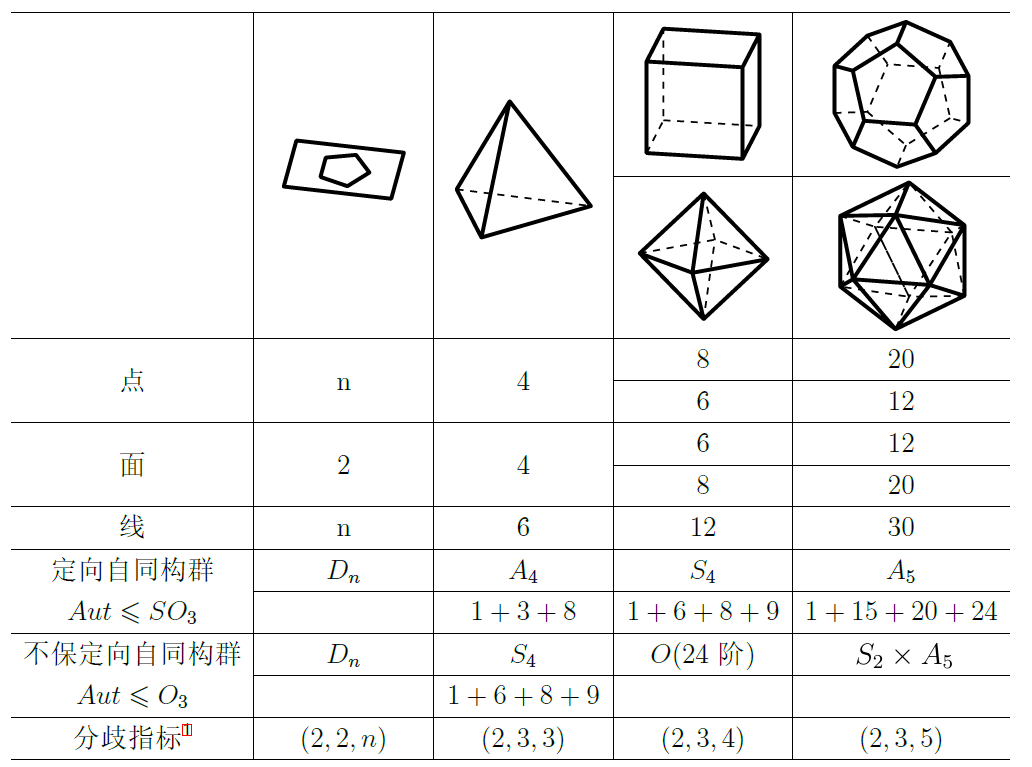 点 n 4 8 20
6 12
面 2 4 6 12
8 20
线 n 6 12 30
定向自同构群 $D_n$ $A_4$ $S_4$ $A_5$
$Aut \leqslant SO_3$ 1 + 3 + 8 1 + 6 + 8 + 9 1 + 15 + 20 + 24
不保定向自同构群 $D_n$ $S_4$ $O$(24 阶) $S_2 \times A_5$
$Aut \leqslant O_3$ 1 + 6 + 8 + 9
分歧指标 (2, 2, n) (2, 3, 3) (2, 3, 4) (2, 3, 5)